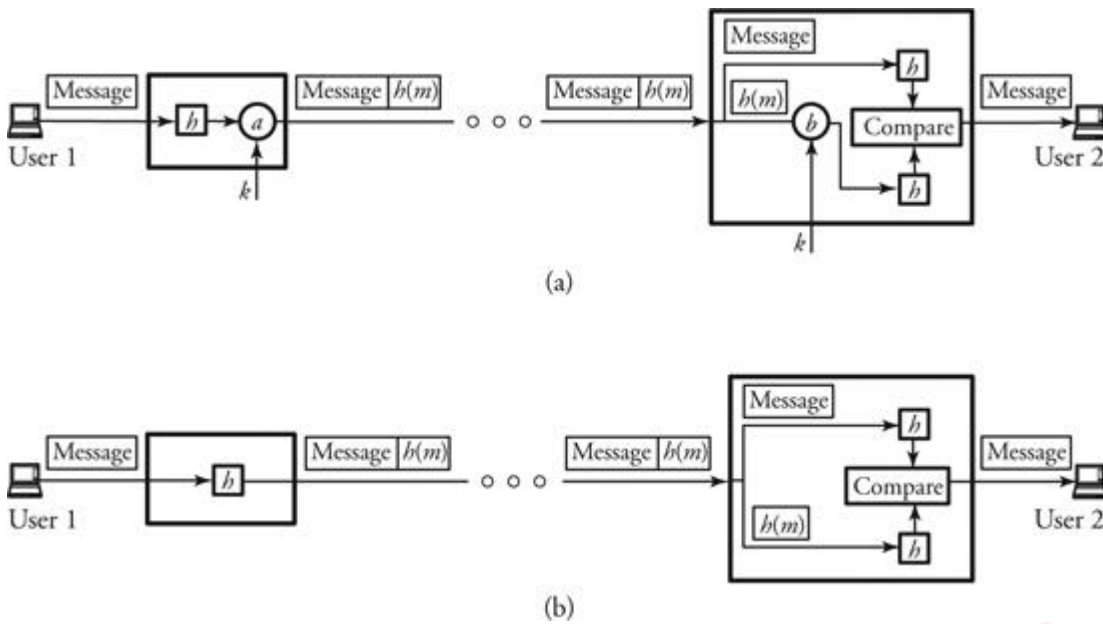 Message
h
a
k
User 1
Message h(m)
Message h(m)
Message
h(m)
b
k
h
Compare
h
Message
User 2
(a)
Message
h
User 1
Message h(m)
Message h(m)
Message
h(m)
h
Compare
h
Message
User 2
(b)